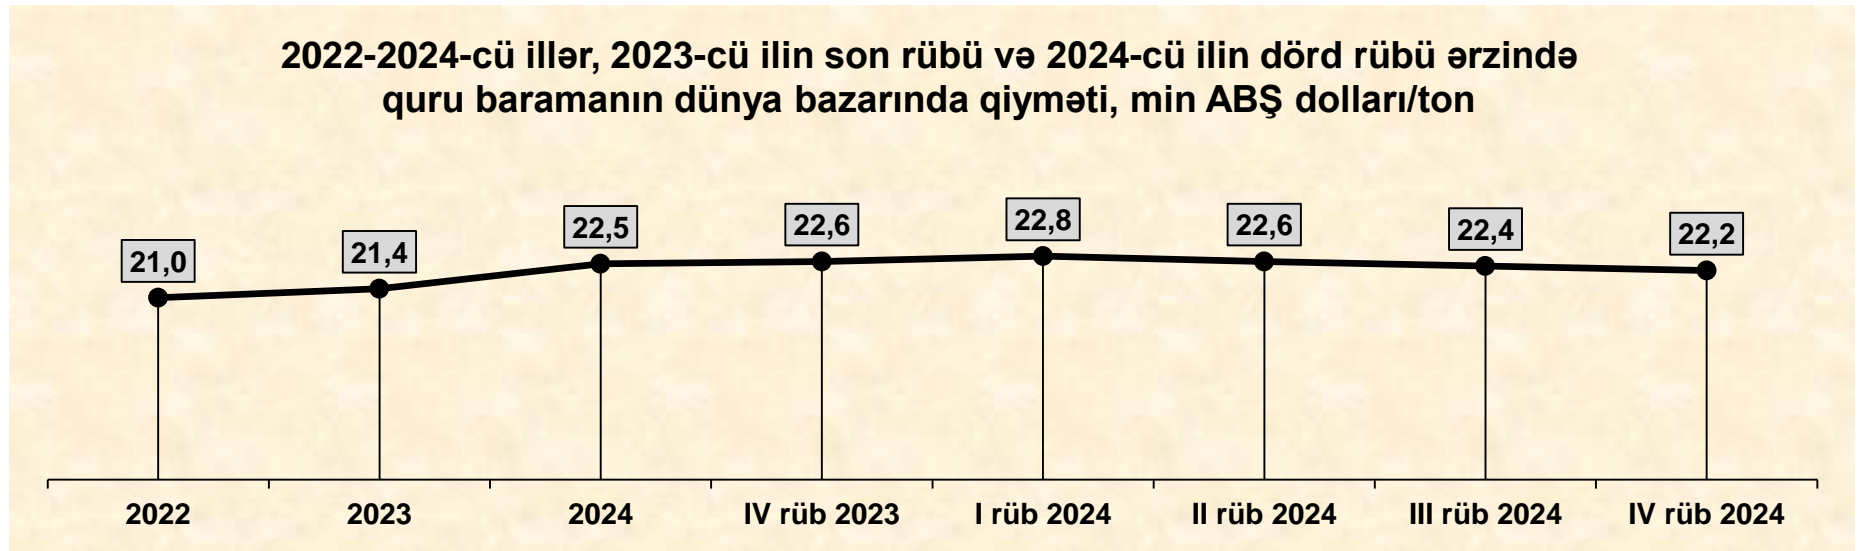 2022-2024-cü illər, 2023-cü ilin son rübü və 2024-cü ilin dörd rübü ərzində
quru baramanın dünya bazarında qiyməti, min ABŞ dolları/ton
21,0
21,4
22,5
22,6
22,8
22,6
22,4
22,2
2022
2023
2024
IV rüb 2023
I rüb 2024
II rüb 2024
III rüb 2024
IV rüb 2024